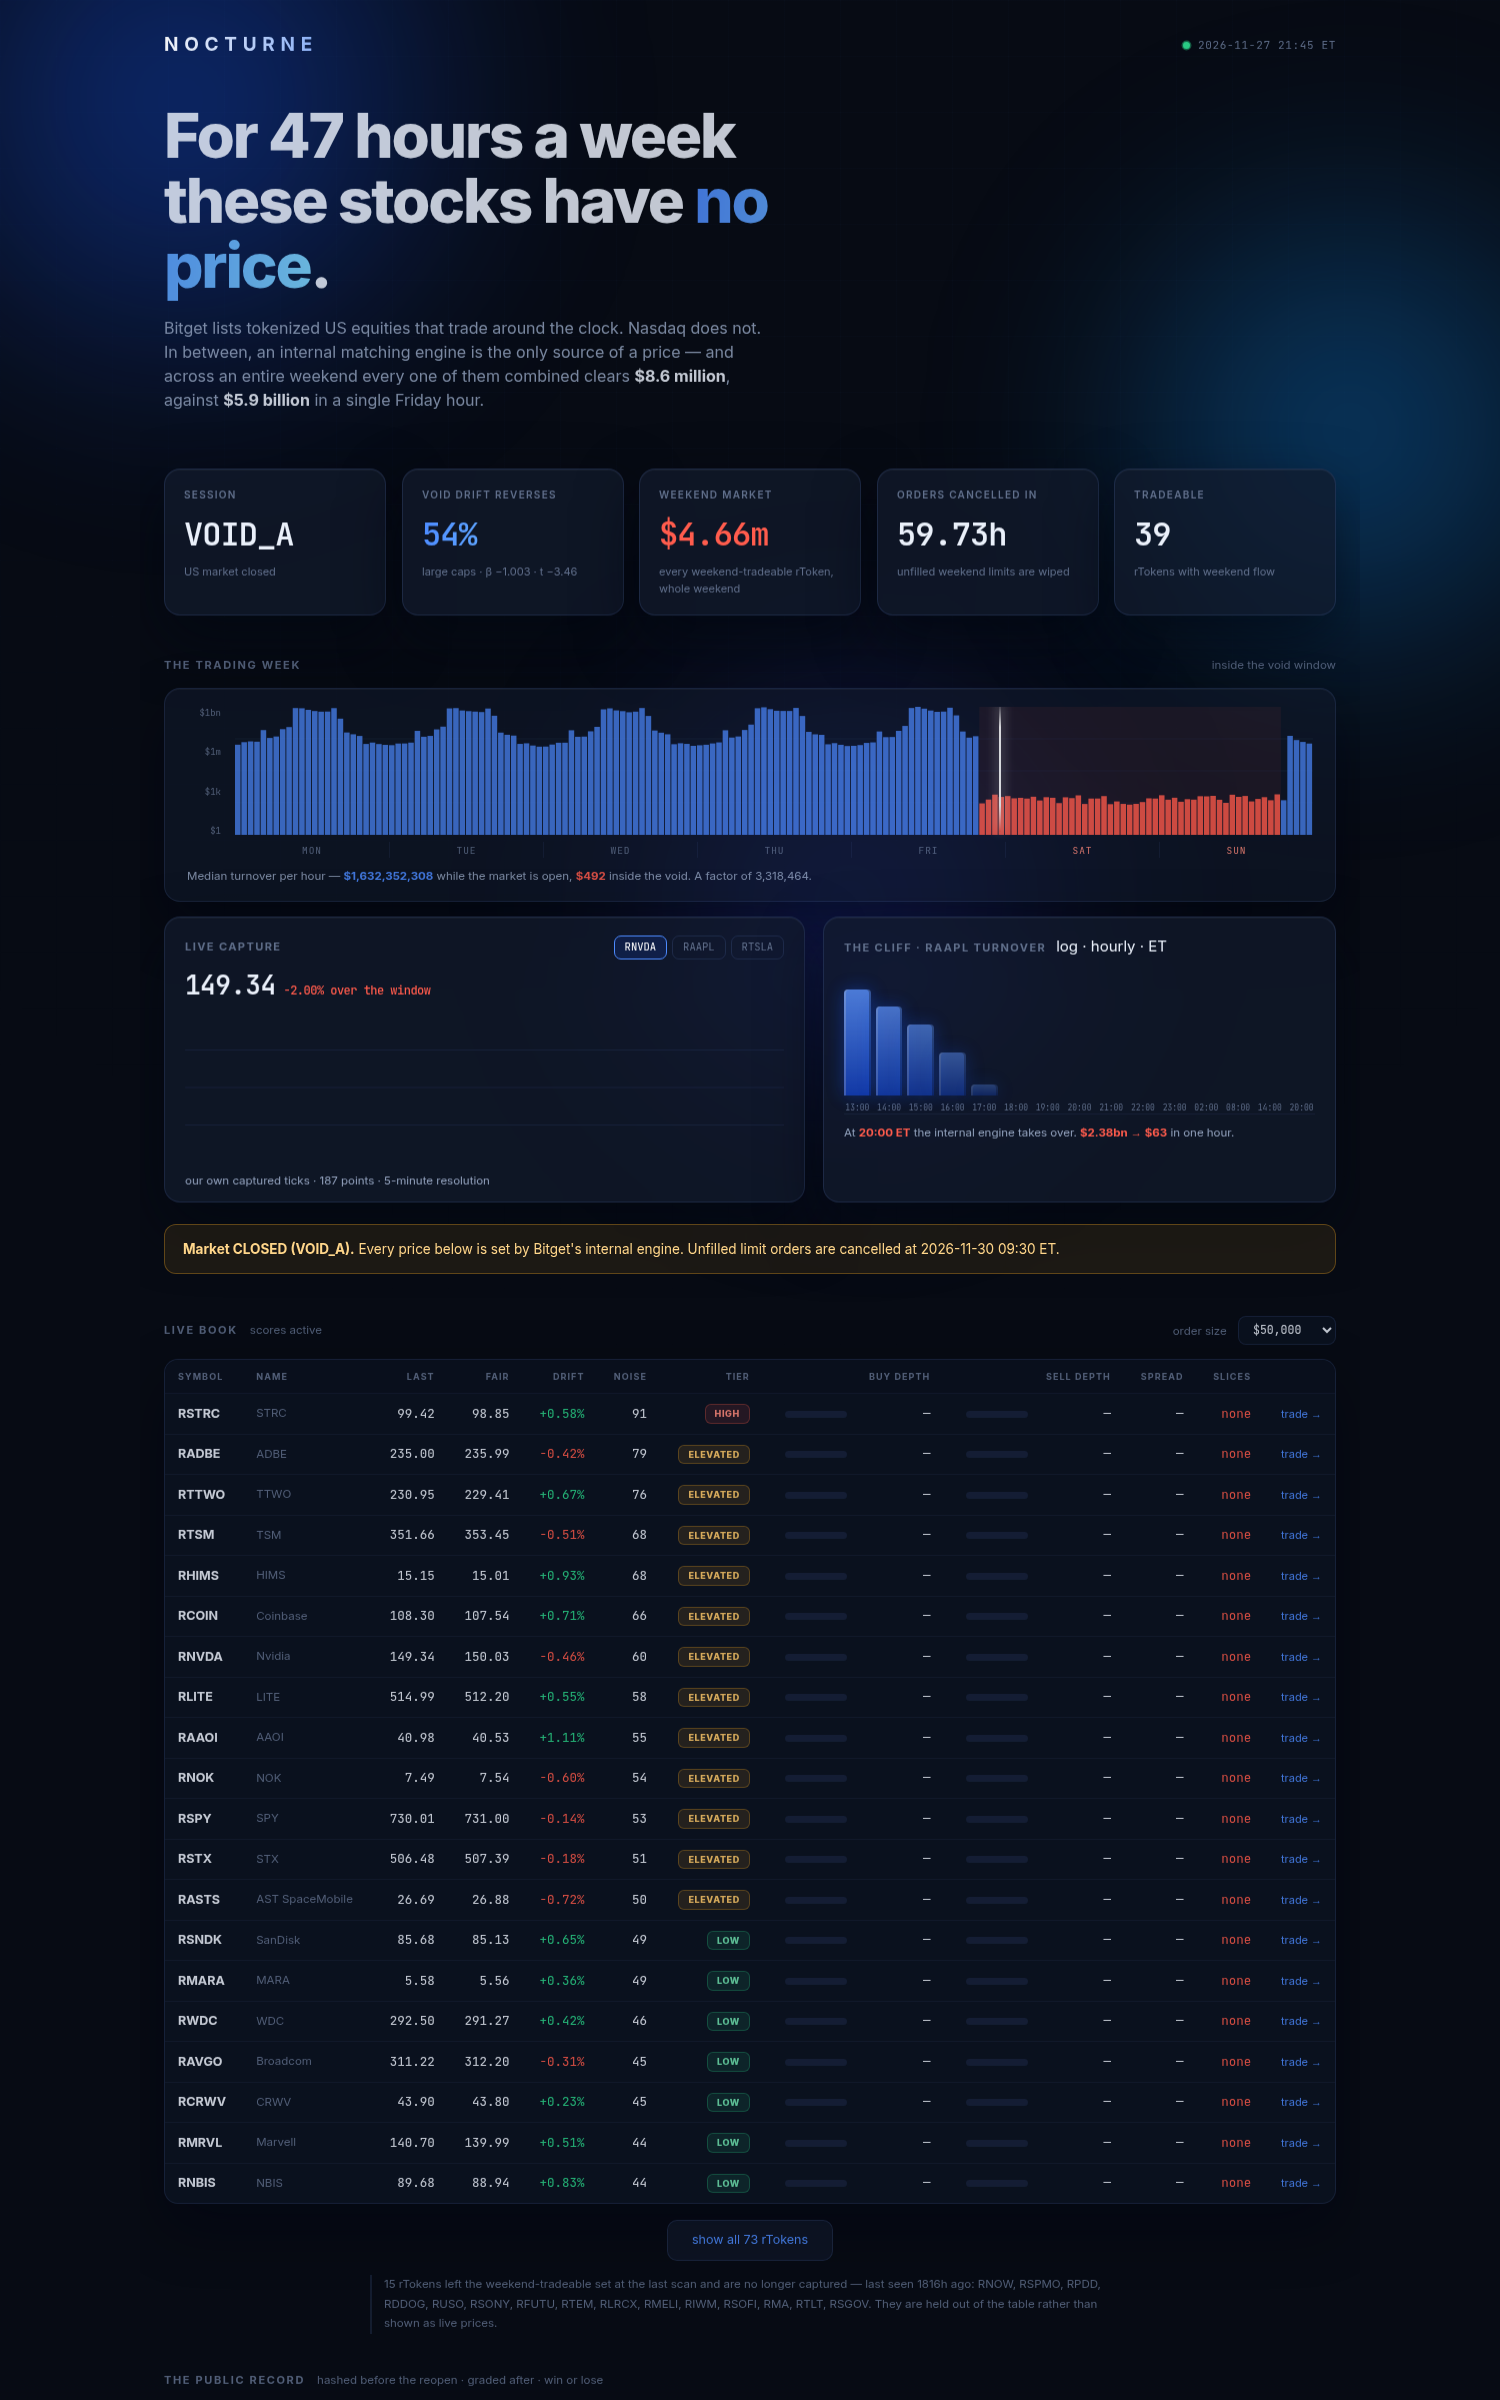 NOCTURNE
2026-11-27 21:45 ET
For 47 hours a week
these stocks have no
price.
Bitget lists tokenized US equities that trade around the clock. Nasdaq does not.
In between, an internal matching engine is the only source of a price — and
across an entire weekend every one of them combined clears $8.6 million,
against $5.9 billion in a single Friday hour.
SESSION
VOID_A
US market closed
VOID DRIFT REVERSES
54%
large caps · β −1.003 · t −3.46
WEEKEND MARKET
$4.66m
every weekend-tradeable rToken,
whole weekend
ORDERS CANCELLED IN
59.73h
unfilled weekend limits are wiped
TRADEABLE
39
rTokens with weekend flow
THE TRADING WEEK
inside the void window
$1bn
$1m
$1k
$1
MON TUE WED THU FRI SAT SUN
Median turnover per hour — $1,632,352,308 while the market is open, $492 inside the void. A factor of 3,318,464.
LIVE CAPTURE
RNVDA RAAPL RTSLA
149.34 -2.00% over the window
our own captured ticks · 187 points · 5-minute resolution
THE CLIFF · RAAPL TURNOVER log · hourly · ET
13:00 14:00 15:00 16:00 17:00 18:00 19:00 20:00 21:00 22:00 23:00 02:00 08:00 14:00 20:00
At 20:00 ET the internal engine takes over. $2.38bn → $63 in one hour.
Market CLOSED (VOID_A). Every price below is set by Bitget's internal engine. Unfilled limit orders are cancelled at 2026-11-30 09:30 ET.
LIVE BOOK scores active
order size $50,000
SYMBOL NAME LAST FAIR DRIFT NOISE TIER BUY DEPTH SELL DEPTH SPREAD SLICES
RSTRC STRC 99.42 98.85 +0.58% 91 HIGH — — — none trade →
RADBE ADBE 235.00 235.99 -0.42% 79 ELEVATED — — — none trade →
RTTWO TTWO 230.95 229.41 +0.67% 76 ELEVATED — — — none trade →
RTSM TSM 351.66 353.45 -0.51% 68 ELEVATED — — — none trade →
RHIMS HIMS 15.15 15.01 +0.93% 68 ELEVATED — — — none trade →
RCOIN Coinbase 108.30 107.54 +0.71% 66 ELEVATED — — — none trade →
RNVDA Nvidia 149.34 150.03 -0.46% 60 ELEVATED — — — none trade →
RLITE LITE 514.99 512.20 +0.55% 58 ELEVATED — — — none trade →
RAAOI AAOI 40.98 40.53 +1.11% 55 ELEVATED — — — none trade →
RNOK NOK 7.49 7.54 -0.60% 54 ELEVATED — — — none trade →
RSPY SPY 730.01 731.00 -0.14% 53 ELEVATED — — — none trade →
RSTX STX 506.48 507.39 -0.18% 51 ELEVATED — — — none trade →
RASTS AST SpaceMobile 26.69 26.88 -0.72% 50 ELEVATED — — — none trade →
RSNDK SanDisk 85.68 85.13 +0.65% 49 LOW — — — none trade →
RMARA MARA 5.58 5.56 +0.36% 49 LOW — — — none trade →
RWDC WDC 292.50 291.27 +0.42% 46 LOW — — — none trade →
RAVGO Broadcom 311.22 312.20 -0.31% 45 LOW — — — none trade →
RCRWV CRWV 43.90 43.80 +0.23% 45 LOW — — — none trade →
RMRVL Marvell 140.70 139.99 +0.51% 44 LOW — — — none trade →
RNBIS NBIS 89.68 88.94 +0.83% 44 LOW — — — none trade →
show all 73 rTokens
15 rTokens left the weekend-tradeable set at the last scan and are no longer captured — last seen 1816h ago: RNOW, RSPMO, RPDD,
RDDOG, RUSO, RSONY, RFUTU, RTEM, RLRCX, RMELI, RIWM, RSOFI, RMA, RTLT, RSGOV. They are held out of the table rather than
shown as live prices.
THE PUBLIC RECORD hashed before the reopen · graded after · win or lose